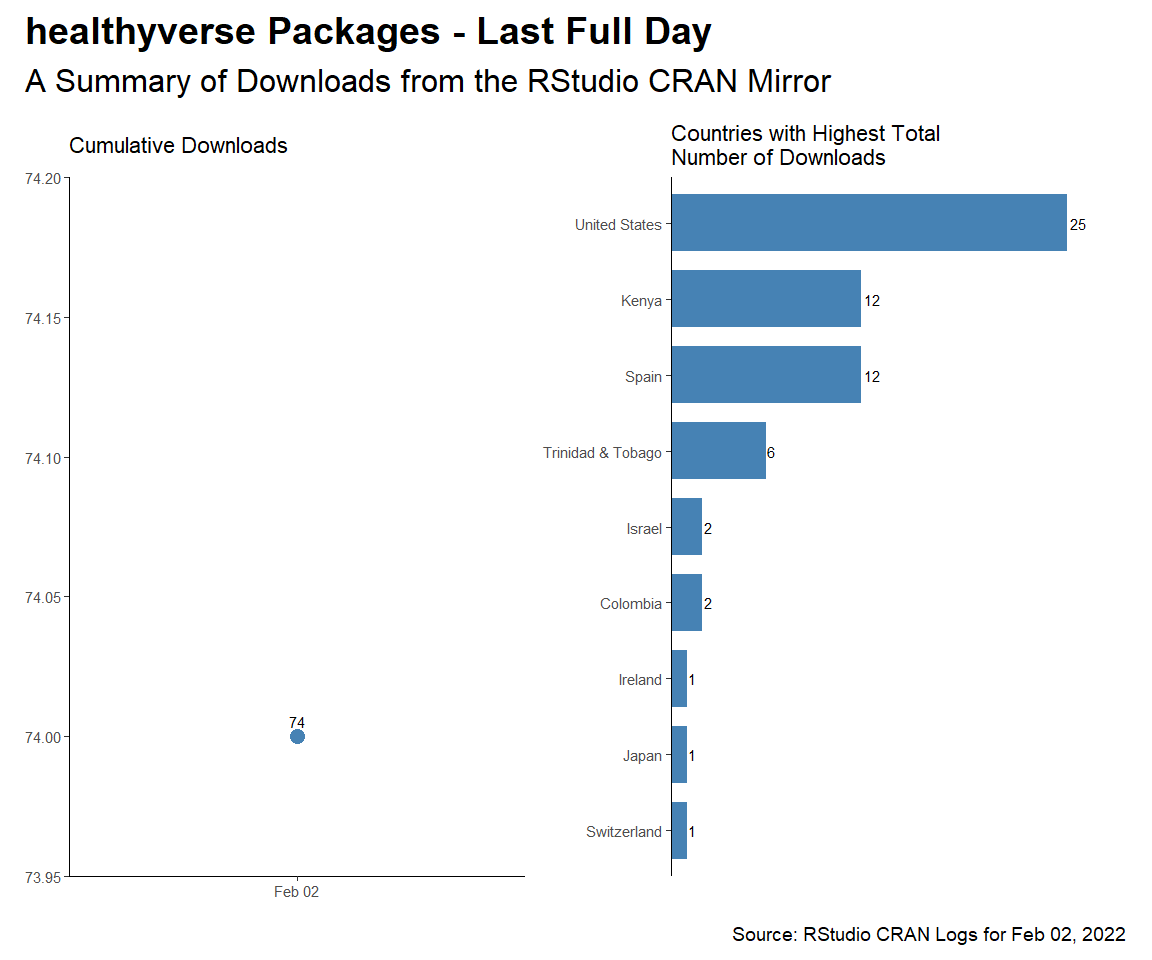 healthyverse Packages - Last Full Day
A Summary of Downloads from the RStudio CRAN Mirror
Cumulative Downloads
74.20
74.15
74.10
74.05
74.00
73.95
74
Feb 02
Countries with Highest Total
Number of Downloads
United States 25
Kenya 12
Spain 12
Trinidad & Tobago 6
Israel 2
Colombia 2
Ireland 1
Japan 1
Switzerland 1
Source: RStudio CRAN Logs for Feb 02, 2022